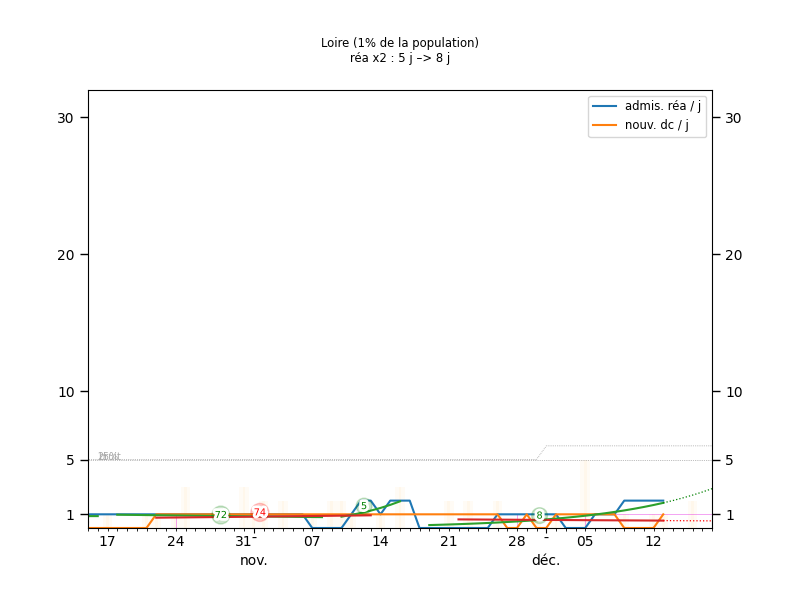 Loire (1% de la population)
réa x2 : 5 j –> 8 j
admis. réa / j
nouv. dc / j
30 30
20 20
10 10
5 5
1 1
72 74 5 8
17 24 31 - 07 14 21 28 - 05 12
nov. déc.